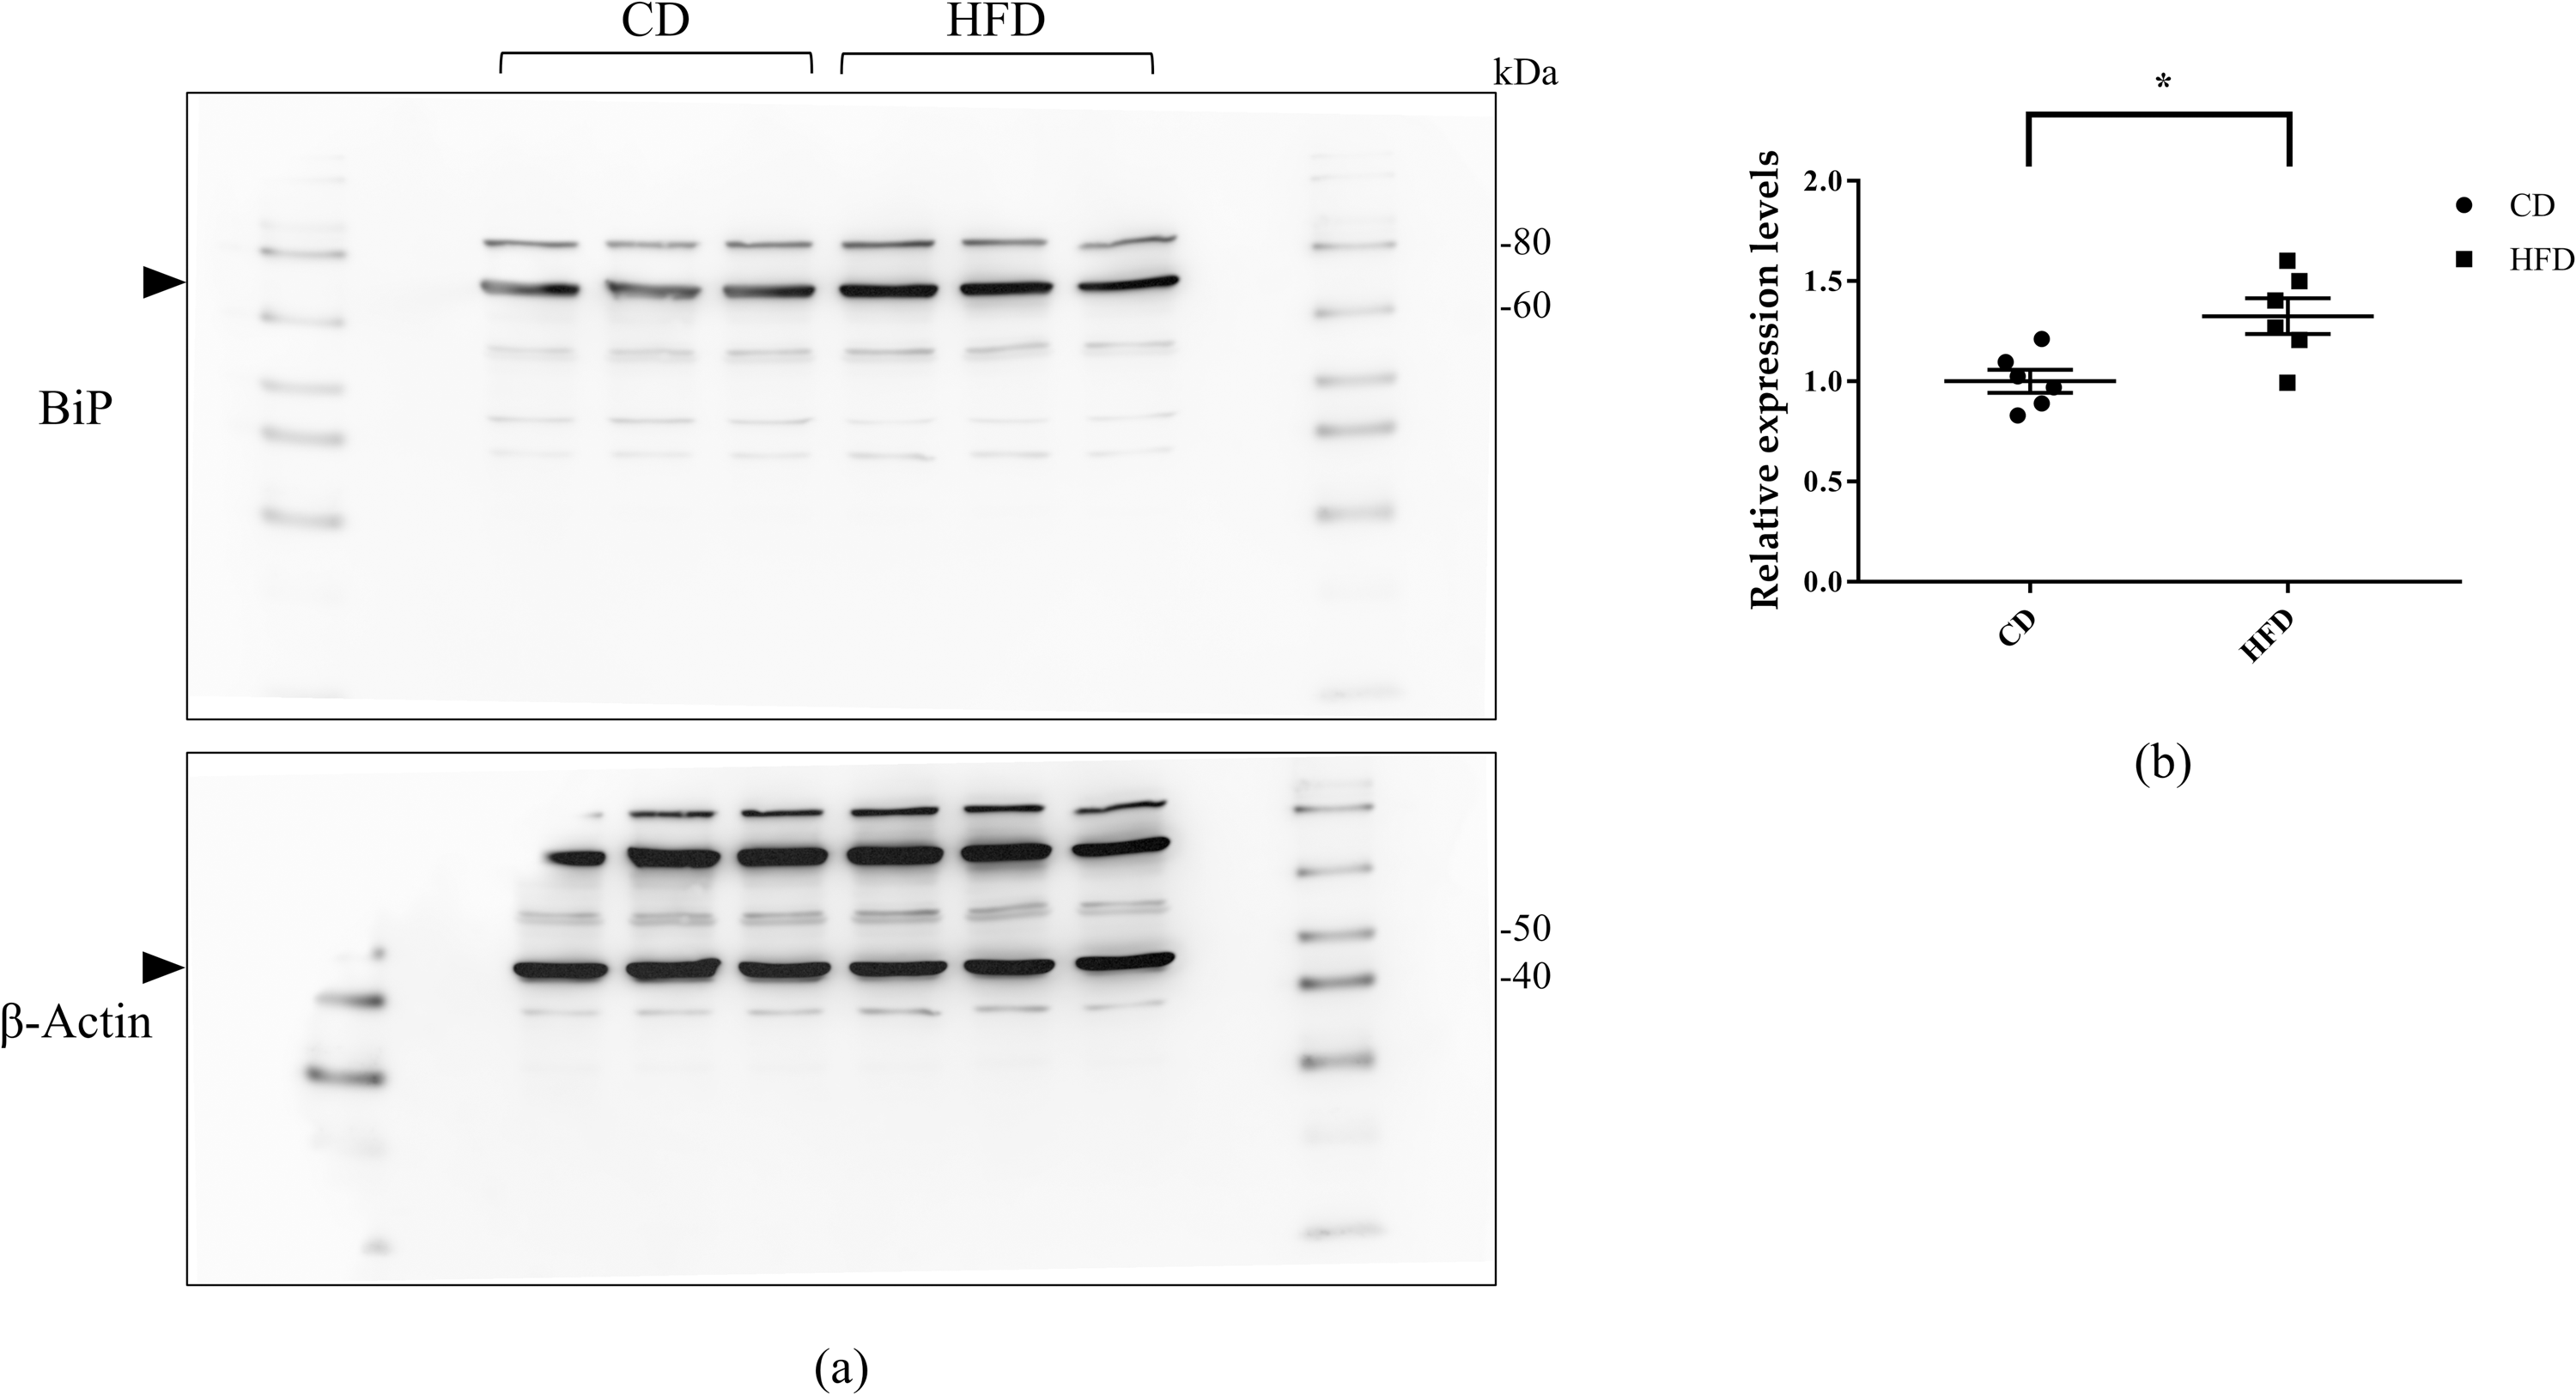 CD HFD
kDa
-80
-60
BiP
-50
-40
β-Actin
(a)
*
Relative expression levels
2.0
1.5
1.0
0.5
0.0
CD
HFD
CD
HFD
(b)